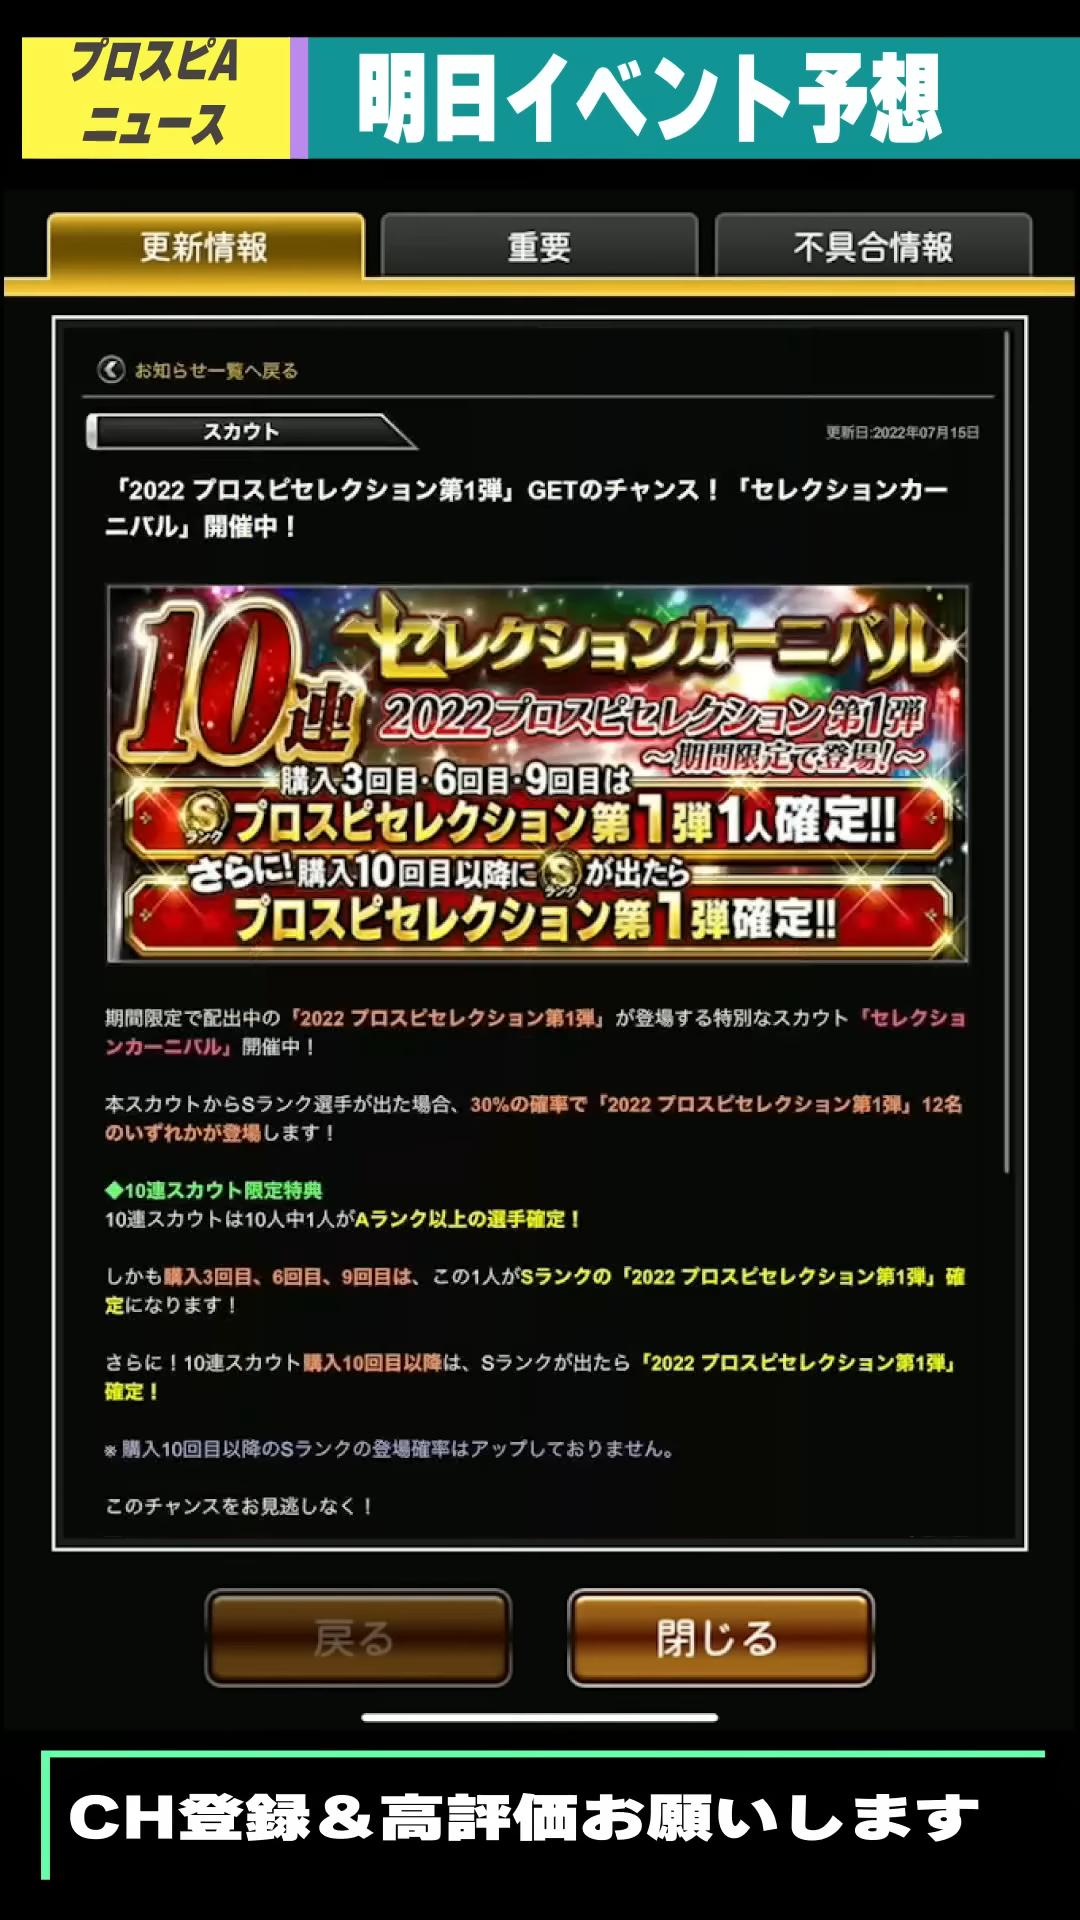 プロスピA
ニュース
明日イベント予想
更新情報
重要
不具合情報
お知らせ一覧へ戻る
スカウト
更新日:2022年07月15日
「2022 プロスピセレクション第1弾」GETのチャンス！「セレクションカー
ニバル」開催中！
10連
セレクションカーニバル
2022プロスピセレクション第1弾
～期間限定で登場!～
購入3回目・6回目・9回目は
Sランク プロスピセレクション第1弾1人確定!!
さらに!購入10回目以降にSランクが出たら
プロスピセレクション第1弾確定!!
期間限定で配出中の「2022 プロスピセレクション第1弾」が登場する特別なスカウト「セレクショ
ンカーニバル」開催中！
本スカウトからSランク選手が出た場合、30%の確率で「2022 プロスピセレクション第1弾」12名
のいずれかが登場します！
◆10連スカウト限定特典
10連スカウトは10人中1人がAランク以上の選手確定！
しかも購入3回目、6回目、9回目は、この1人がSランクの「2022 プロスピセレクション第1弾」確
定になります！
さらに！10連スカウト購入10回目以降は、Sランクが出たら「2022 プロスピセレクション第1弾」
確定！
※ 購入10回目以降のSランクの登場確率はアップしておりません。
このチャンスをお見逃しなく！
戻る
閉じる
CH登録＆高評価お願いします